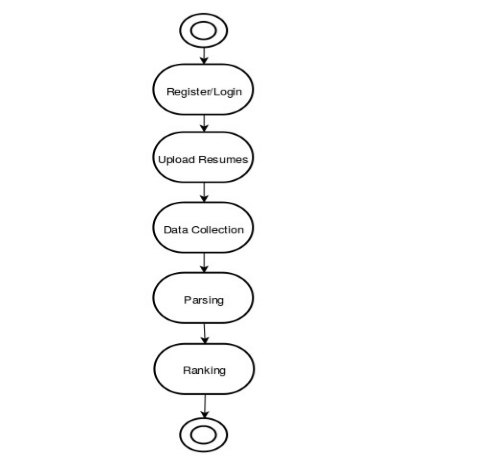 Register/Login
Upload Resumes
Data Collection
Parsing
Ranking